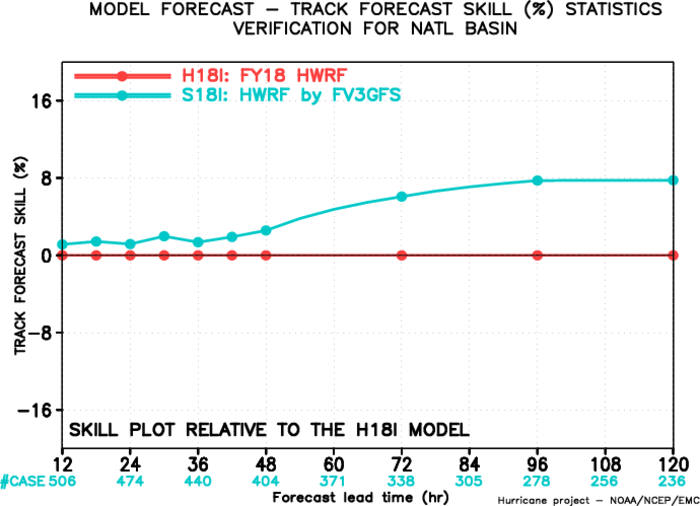 MODEL FORECAST – TRACK FORECAST SKILL (%) STATISTICS
VERIFICATION FOR NATL BASIN
H18I: FY18 HWRF
S18I: HWRF by FV3GFS
TRACK FORECAST SKILL (%)
16
8
0
−8
−16
SKILL PLOT RELATIVE TO THE H18I MODEL
12 24 36 48 60 72 84 96 108 120
#CASE 506 474 440 404 371 338 305 278 256 236
Forecast lead time (hr)
Hurricane project – NOAA/NCEP/EMC